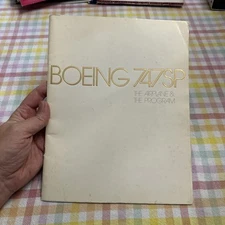 BOEING 747SP
THE AIRPLANE &
THE PROGRAM